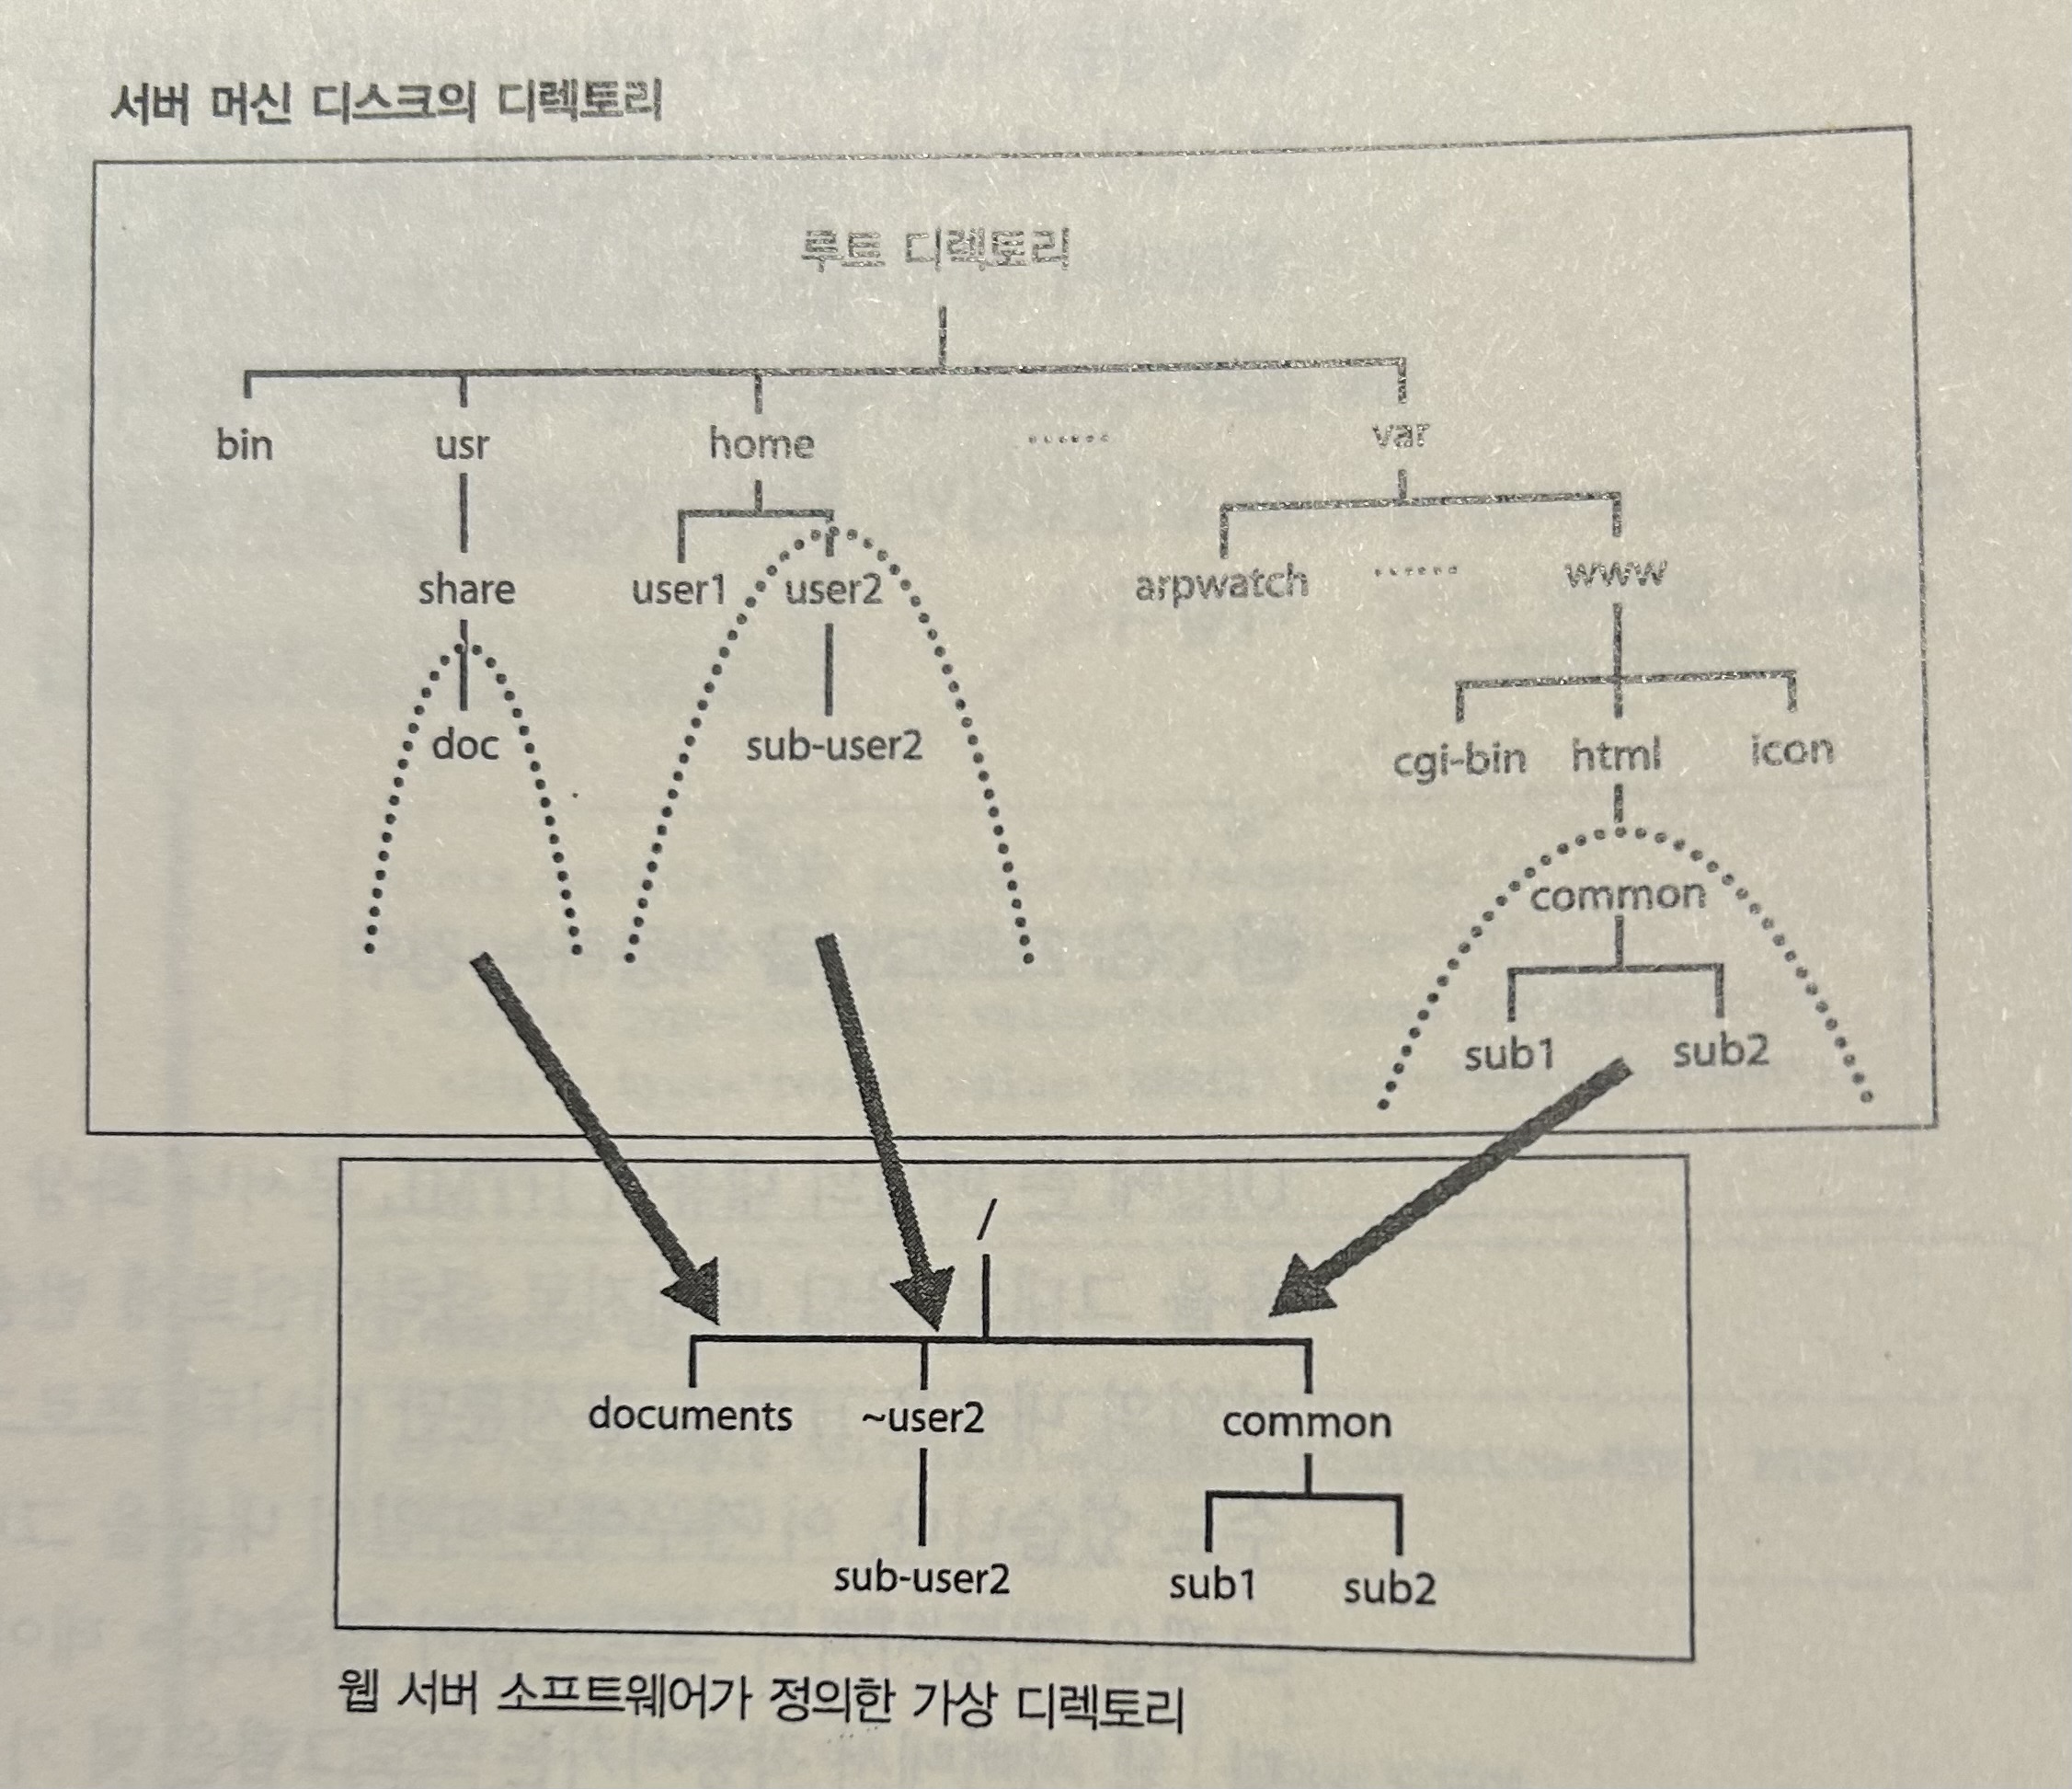 서버 머신 디스크의 디렉토리
루트 디렉토리
bin usr home ...... var
share user1 user2 arpwatch ...... www
doc sub-user2 cgi-bin html icon
common
sub1 sub2
/
documents ~user2 common
sub-user2 sub1 sub2
웹 서버 소프트웨어가 정의한 가상 디렉토리